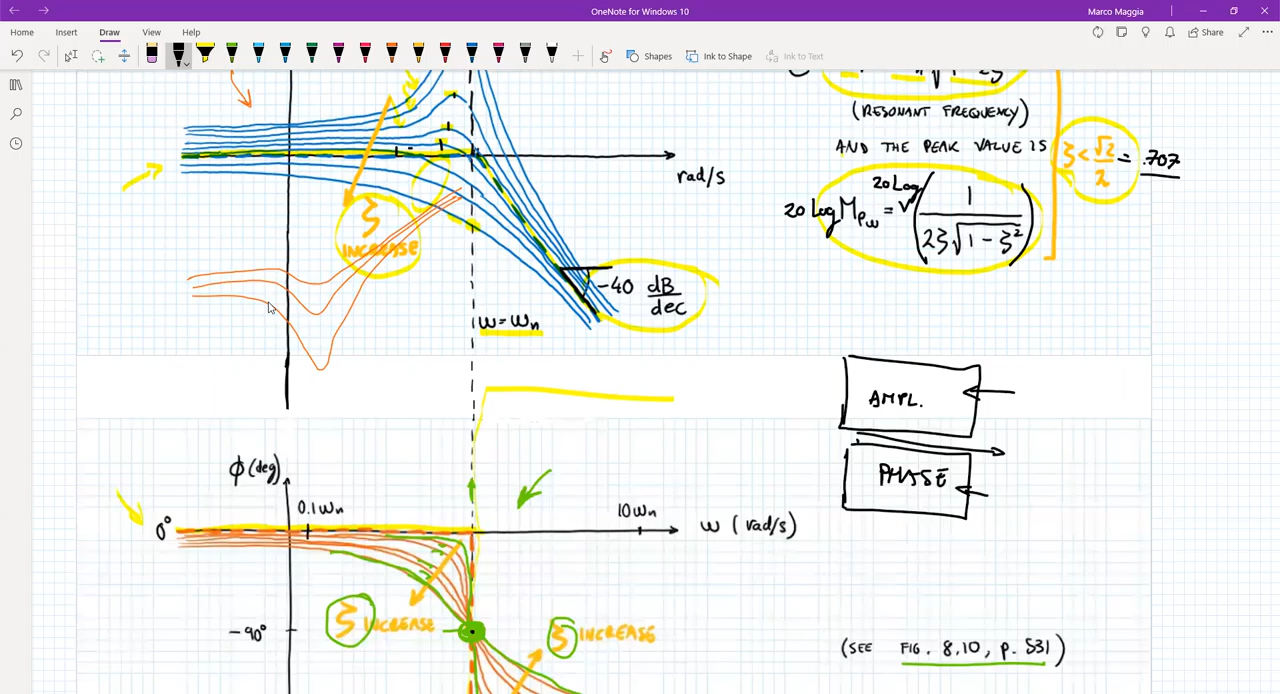 OneNote for Windows 10
Marco Maggia
Home
Insert
Draw
View
Help
Share
Shapes
Ink to Shape
Ink to Text
(RESONANT FREQUENCY)
AND THE PEAK VALUE IS
ζ < √2/2 = .707
rad/s
20 Log M_Pω = 20 Log (1 / 2ζ√1 − ζ²)
ζ
INCREASE
−40 dB/dec
ω = ωn
AMPL.
PHASE
ϕ (deg)
0.1ωn
10ωn
0°
ω (rad/s)
ζ INCREASE
ζ INCREASE
−90°
(SEE FIG. 8.10, p. 531)